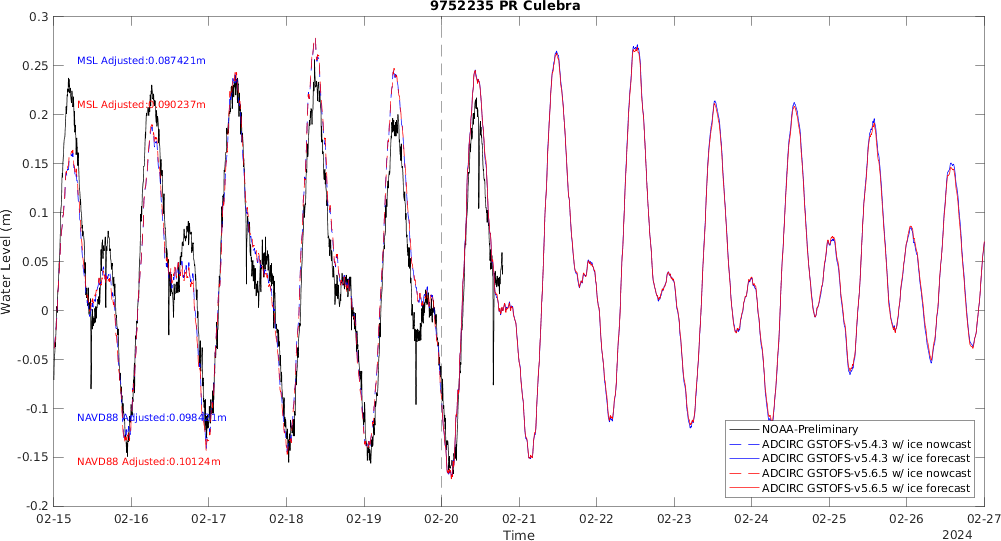 9752235 PR Culebra
0.3
0.25
0.2
0.15
0.1
0.05
0
-0.05
-0.1
-0.15
-0.2
Water Level (m)
MSL Adjusted:0.087421m
MSL Adjusted:0.090237m
NAVD88 Adjusted:
NAVD88 Adjusted:0.10124m
NOAA-Preliminary
ADCIRC GSTOFS-v5.4.3 w/ ice nowcast
ADCIRC GSTOFS-v5.4.3 w/ ice forecast
ADCIRC GSTOFS-v5.6.5 w/ ice nowcast
ADCIRC GSTOFS-v5.6.5 w/ ice forecast
02-15 02-16 02-17 02-18 02-19 02-20 02-21 02-22 02-23 02-24 02-25 02-26 02-27
Time
2024